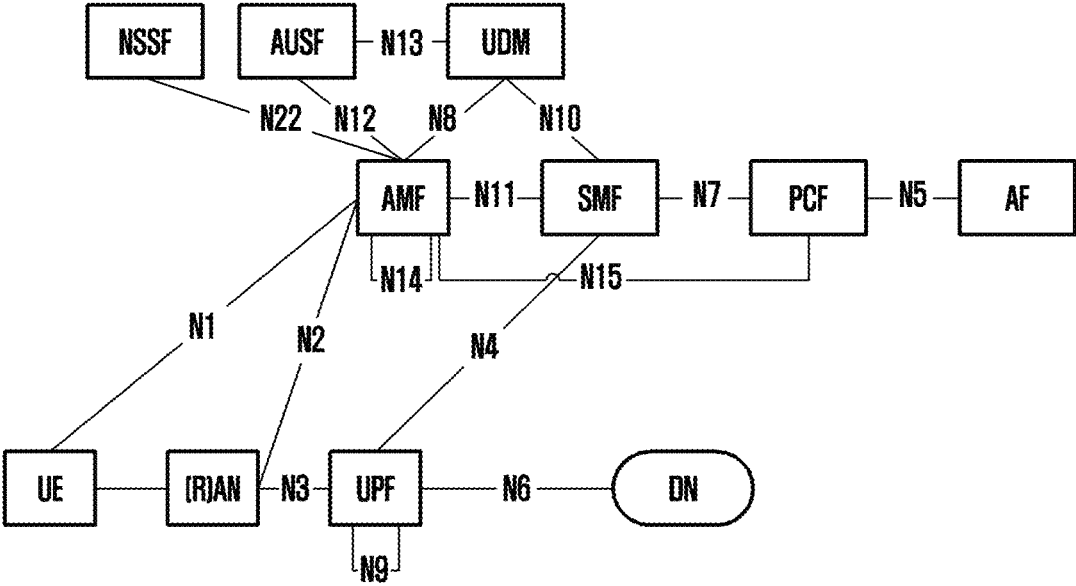 NSSF
AUSF
N13
UDM
N22
N12
N8
N10
AMF
N11
SMF
N7
PCF
N5
AF
N14
N15
N1
N2
N4
UE
(R)AN
N3
UPF
N6
DN
N9